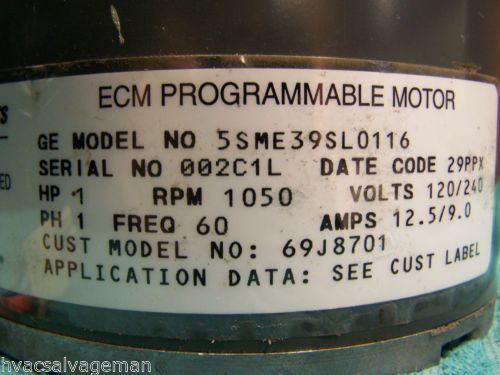 ECM PROGRAMMABLE MOTOR
GE MODEL NO 5SME39SL0116
SERIAL NO 002C1L DATE CODE 29PPX
HP 1 RPM 1050 VOLTS 120/240
PH 1 FREQ 60 AMPS 12.5/9.0
CUST MODEL NO: 69J8701
APPLICATION DATA: SEE CUST LABEL
hvacsalvageman